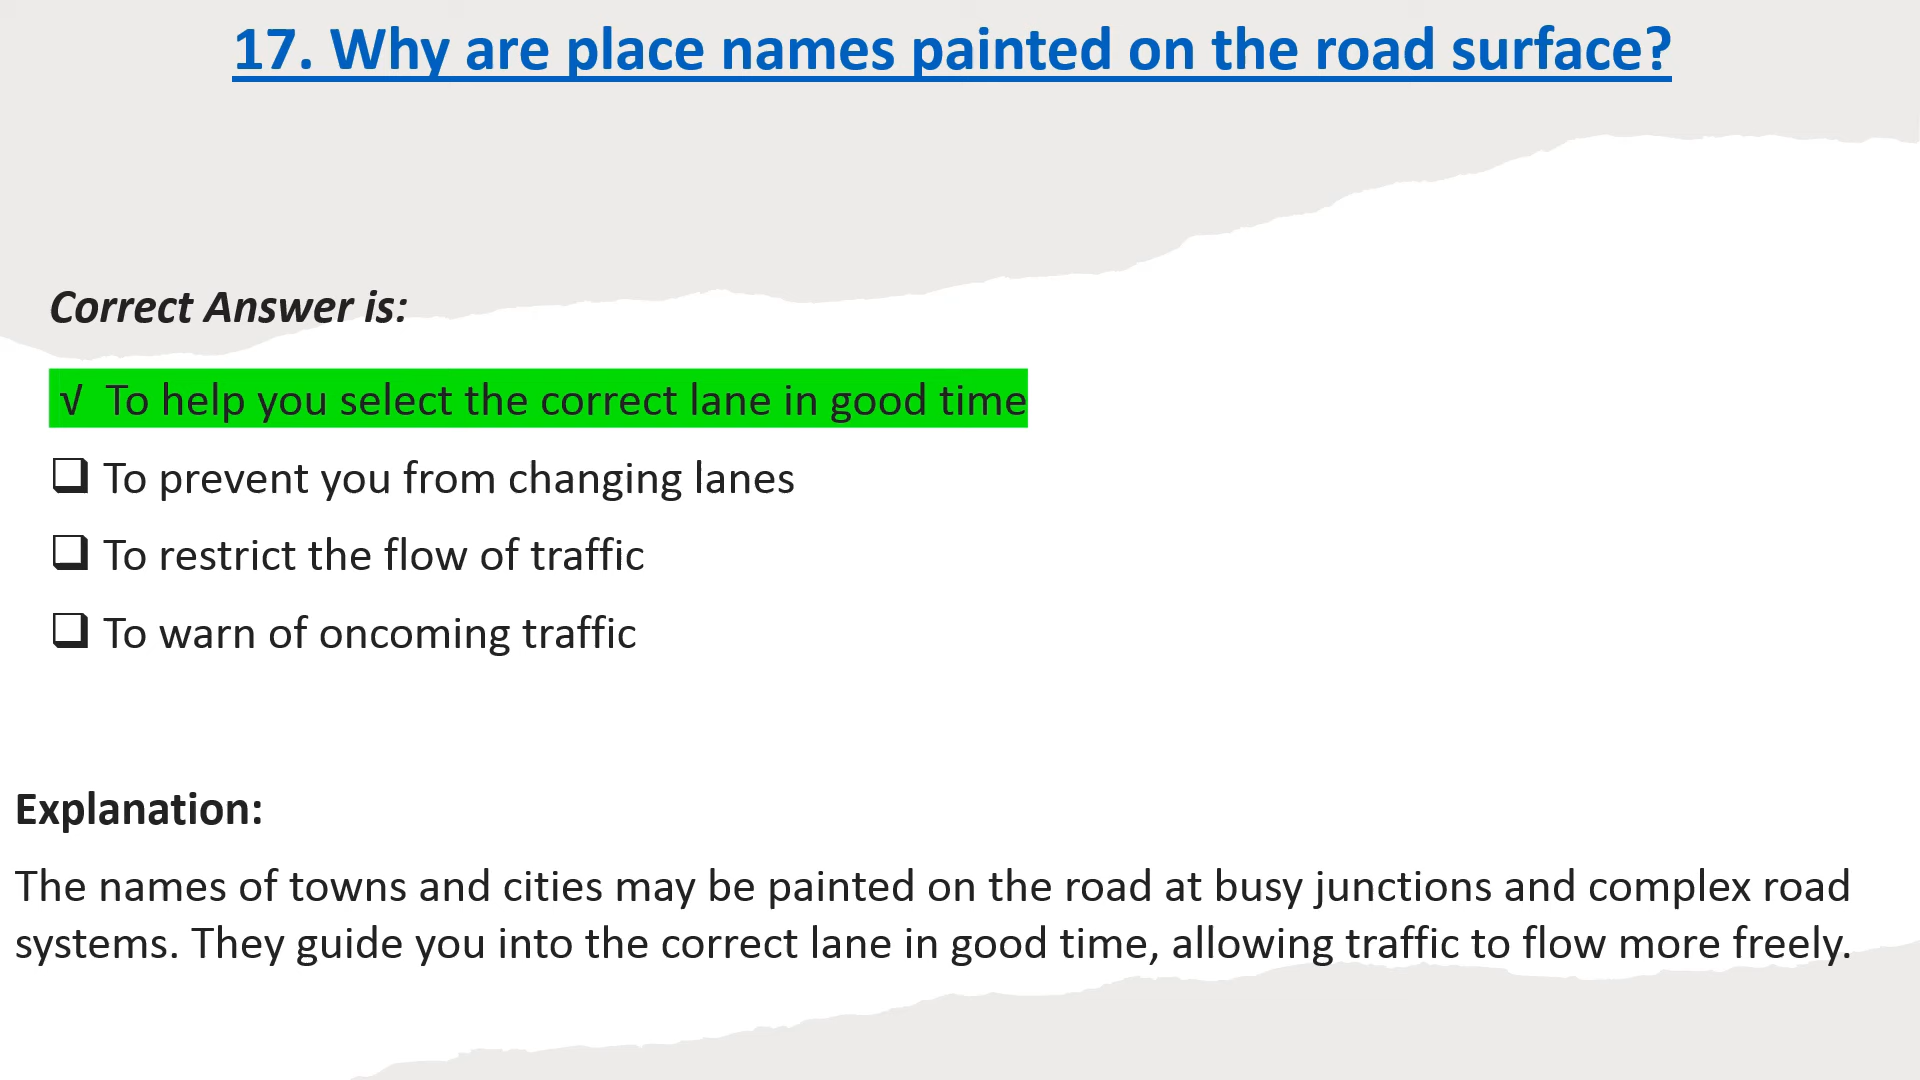 17. Why are place names painted on the road surface?
Correct Answer is:
√ To help you select the correct lane in good time
❑ To prevent you from changing lanes
❑ To restrict the flow of traffic
❑ To warn of oncoming traffic
Explanation:
The names of towns and cities may be painted on the road at busy junctions and complex road
systems. They guide you into the correct lane in good time, allowing traffic to flow more freely.